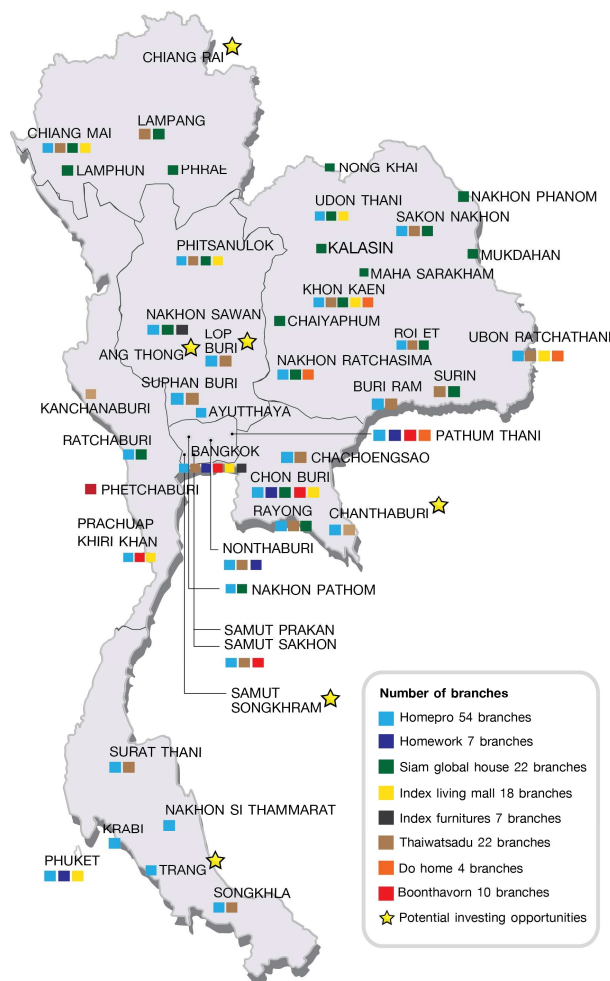 CHIANG RAI
LAMPANG
CHIANG MAI
LAMPHUN
PHRAE
NONG KHAI
NAKHON PHANOM
UDON THANI
SAKON NAKHON
PHITSANULOK
KALASIN
MUKDAHAN
MAHA SARAKHAM
KHON KAEN
NAKHON SAWAN
CHAIYAPHUM
LOP
BURI
ROI ET
UBON RATCHATHANI
ANG THONG
NAKHON RATCHASIMA
SURIN
SUPHAN BURI
BURI RAM
KANCHANABURI
AYUTTHAYA
RATCHABURI
BANGKOK
PATHUM THANI
CHACHOENGSAO
CHON BURI
PHETCHABURI
RAYONG
CHANTHABURI
PRACHUAP
KHIRI KHAN
NONTHABURI
NAKHON PATHOM
SAMUT PRAKAN
SAMUT SAKHON
SAMUT
SONGKHRAM
SURAT THANI
NAKHON SI THAMMARAT
KRABI
PHUKET
TRANG
SONGKHLA
Number of branches
Homepro 54 branches
Homework 7 branches
Siam global house 22 branches
Index living mall 18 branches
Index furnitures 7 branches
Thaiwatsadu 22 branches
Do home 4 branches
Boonthavorn 10 branches
Potential investing opportunities